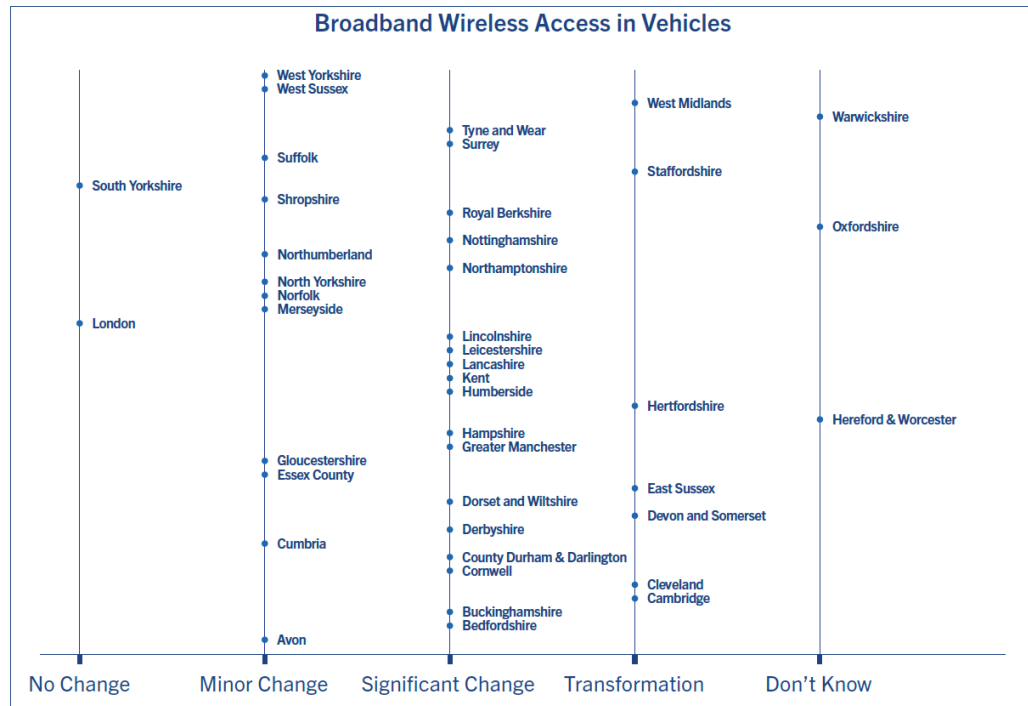 Broadband Wireless Access in Vehicles
West Yorkshire
West Sussex
West Midlands
Warwickshire
Tyne and Wear
Surrey
Suffolk
Staffordshire
South Yorkshire
Shropshire
Royal Berkshire
Oxfordshire
Nottinghamshire
Northumberland
Northamptonshire
North Yorkshire
Norfolk
Merseyside
London
Lincolnshire
Leicestershire
Lancashire
Kent
Humberside
Hertfordshire
Hereford & Worcester
Hampshire
Greater Manchester
Gloucestershire
Essex County
East Sussex
Dorset and Wiltshire
Devon and Somerset
Derbyshire
Cumbria
County Durham & Darlington
Cornwell
Cleveland
Cambridge
Buckinghamshire
Bedfordshire
Avon
No Change
Minor Change
Significant Change
Transformation
Don't Know